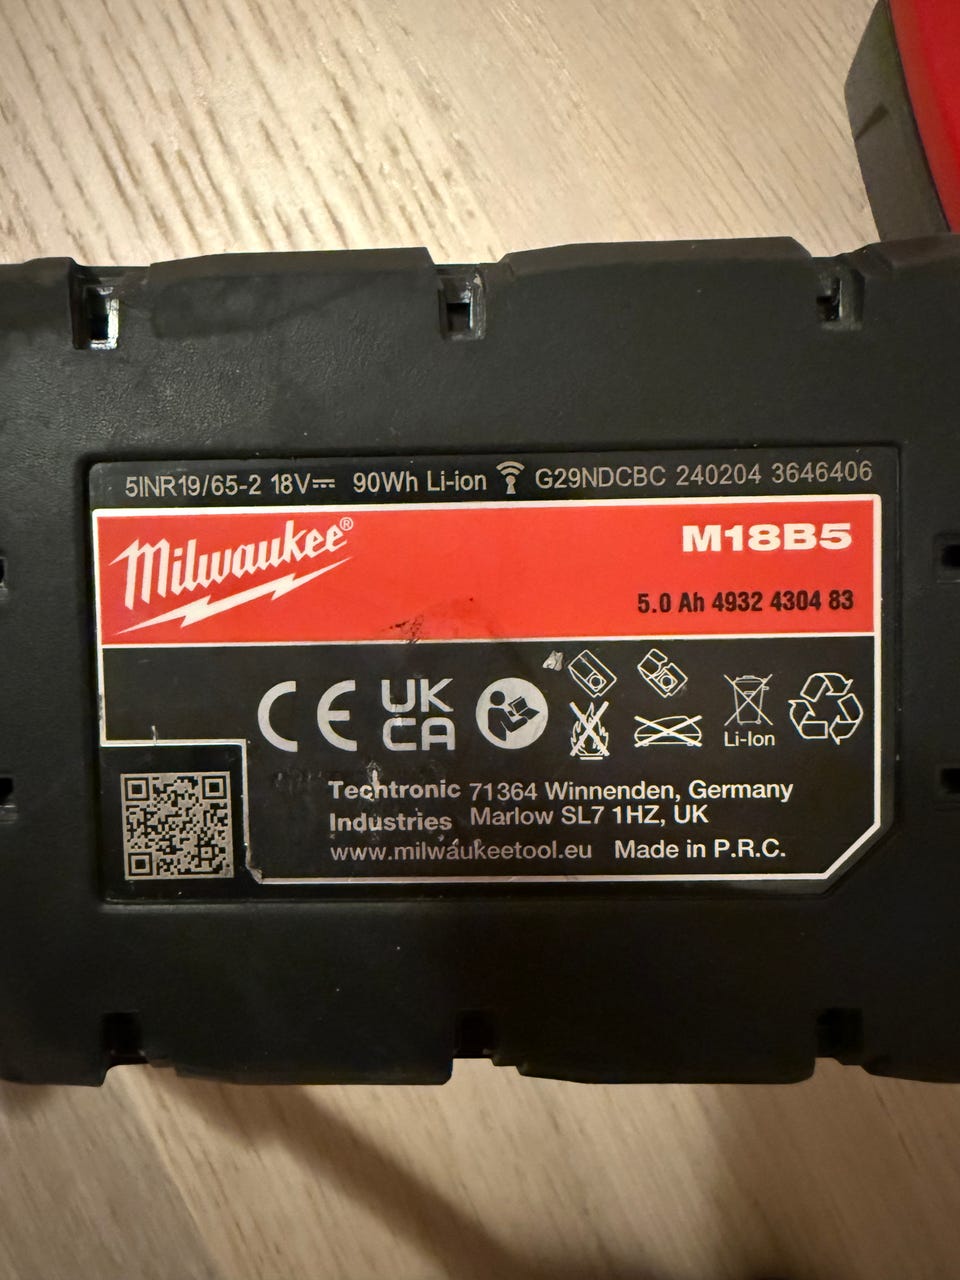 5INR19/65-2 18V⎓ 90Wh Li-ion G29NDCBC 240204 3646406
Milwaukee®
M18B5
5.0 Ah 4932 4304 83
CE UK
CA
Li-Ion
Techtronic 71364 Winnenden, Germany
Industries Marlow SL7 1HZ, UK
www.milwaukeetool.eu Made in P.R.C.